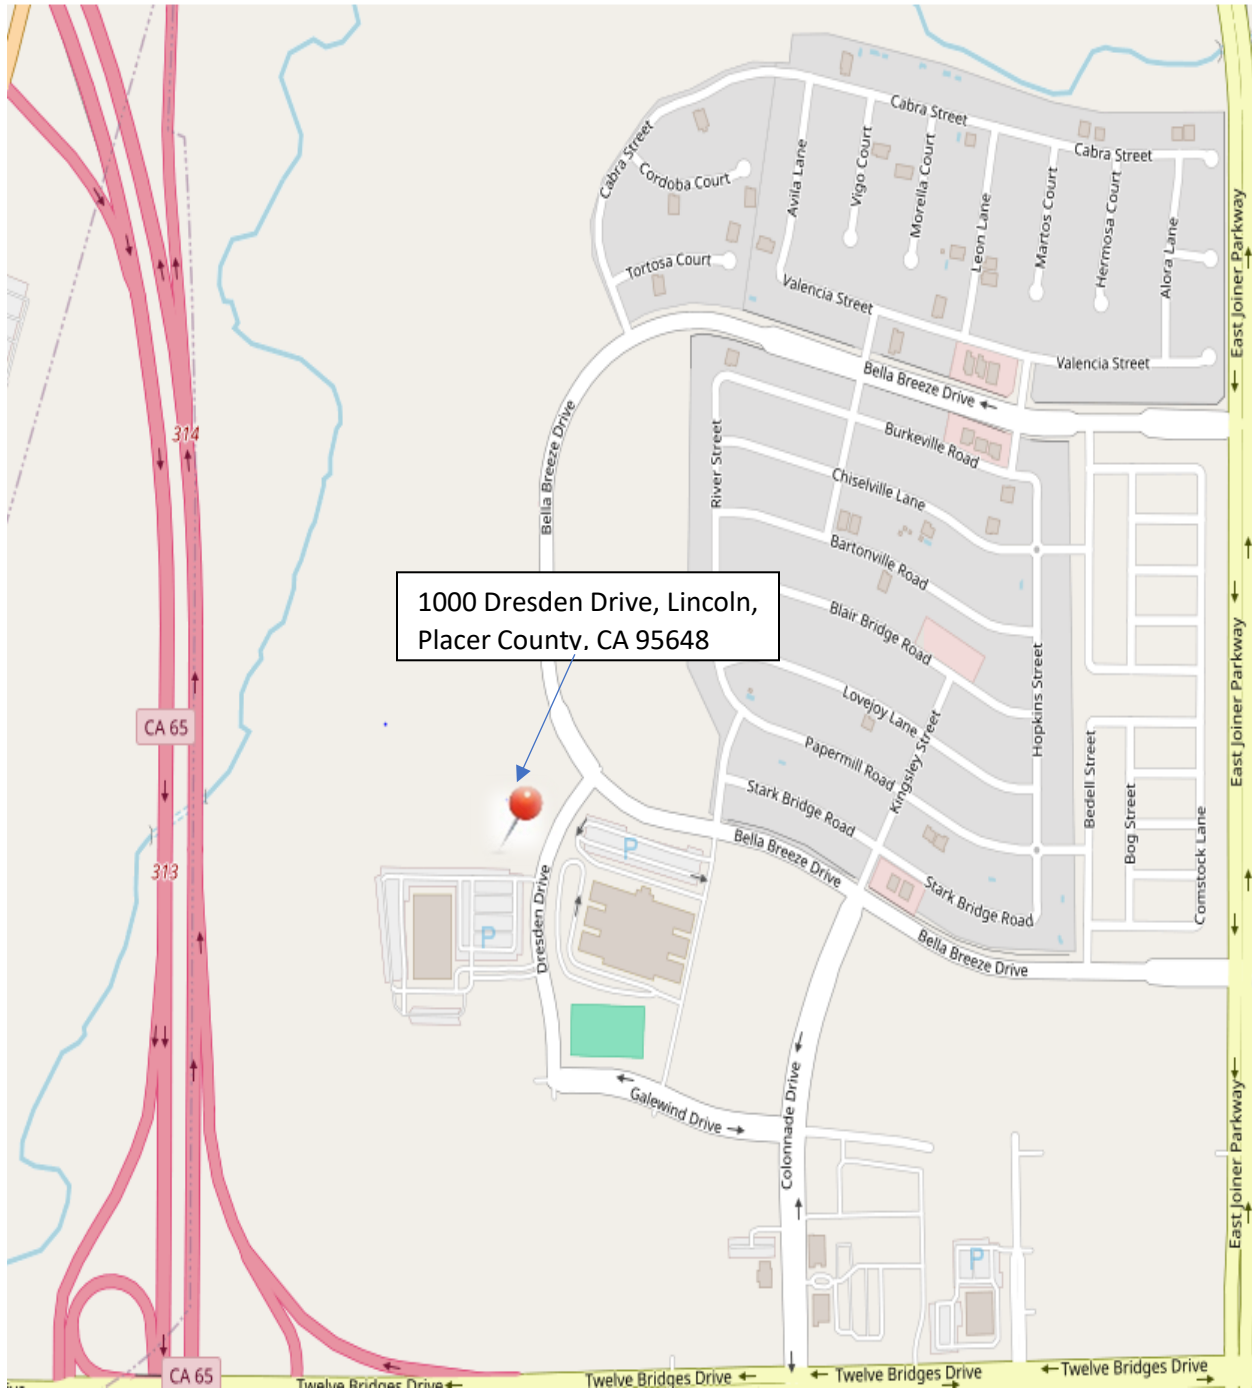 Cabra Street
Cabra Street
Cabra Street
Cordoba Court
Avila Lane
Vigo Court
Morella Court
Leon Lane
Martos Court
Hermosa Court
Alora Lane
East Joiner Parkway
Tortosa Court
Valencia Street
Valencia Street
Bella Breeze Drive
Bella Breeze Drive
314
River Street
Burkeville Road
Chiselville Lane
Bartonville Road
1000 Dresden Drive, Lincoln,
Placer County, CA 95648
Blair Bridge Road
Hopkins Street
East Joiner Parkway
CA 65
Lovejoy Lane
Kingsley Street
Papermill Road
Stark Bridge Road
Bedell Street
Bog Street
Comstock Lane
313
P
Bella Breeze Drive
Stark Bridge Road
P
Dresden Drive
Bella Breeze Drive
Galewind Drive
Colonnade Drive
East Joiner Parkway
P
CA 65
Twelve Bridges Drive
Twelve Bridges Drive
Twelve Bridges Drive
Twelve Bridges Drive